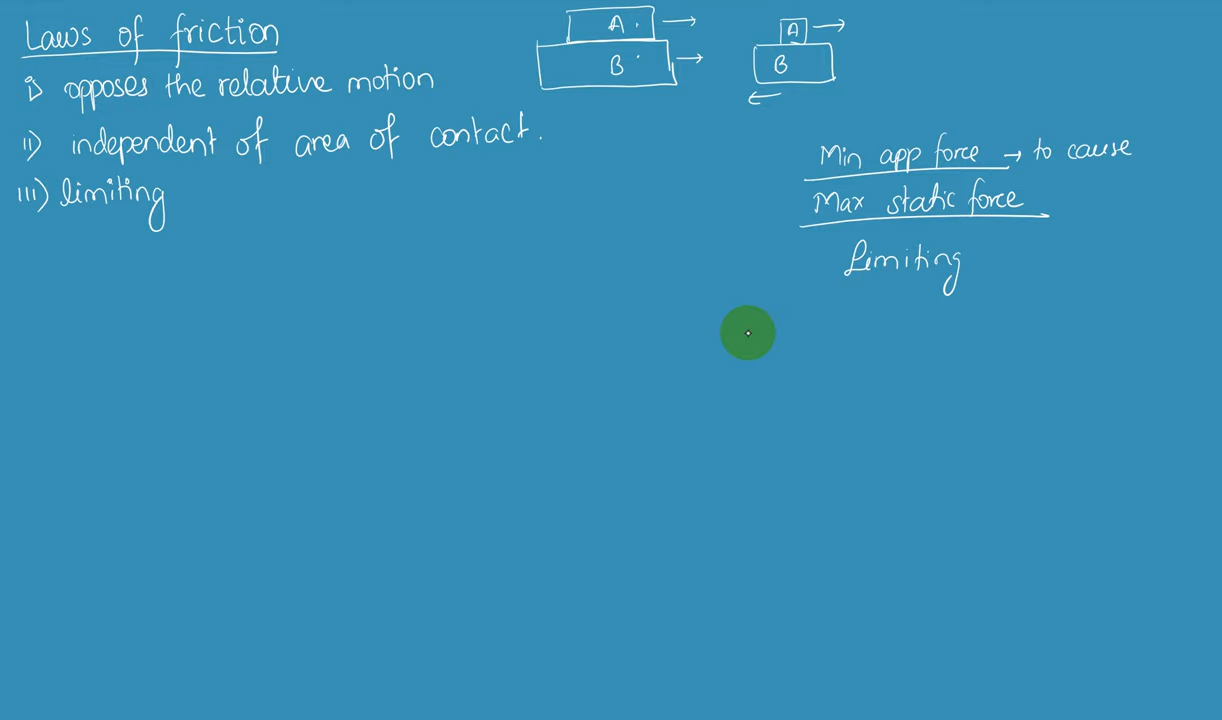 Laws of friction
i) opposes the relative motion
ii) independent of area of contact.
iii) limiting
A
B
A
B
Min app force → to cause
Max static force
Limiting